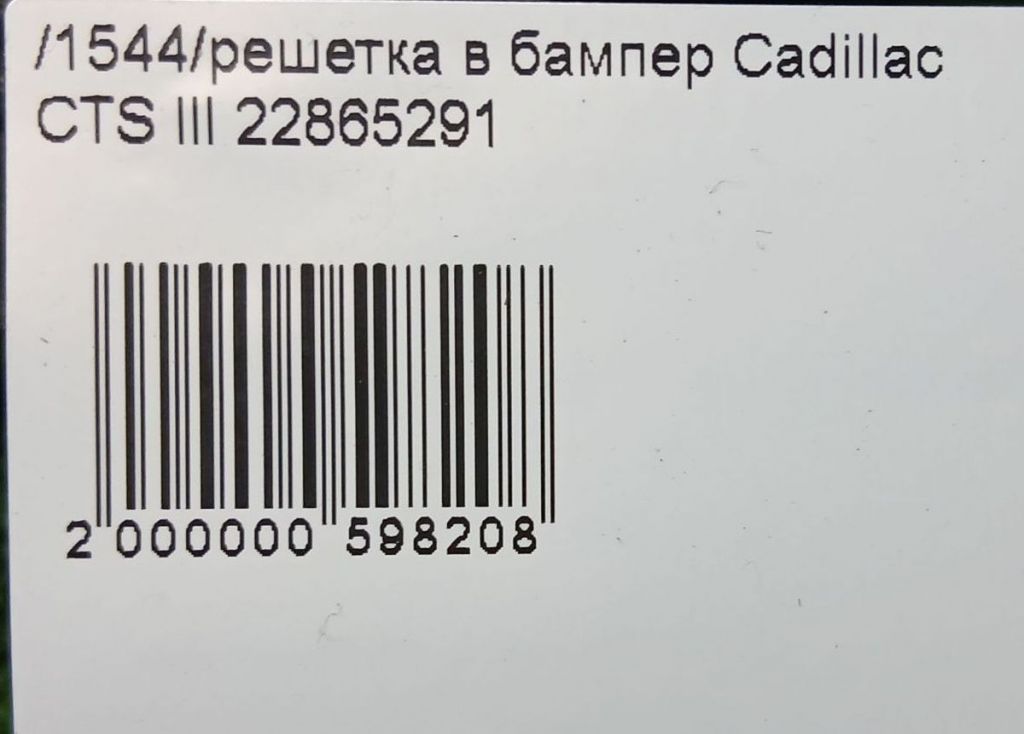 /1544/решетка в бампер Cadillac
CTS III 22865291
2 000000 598208